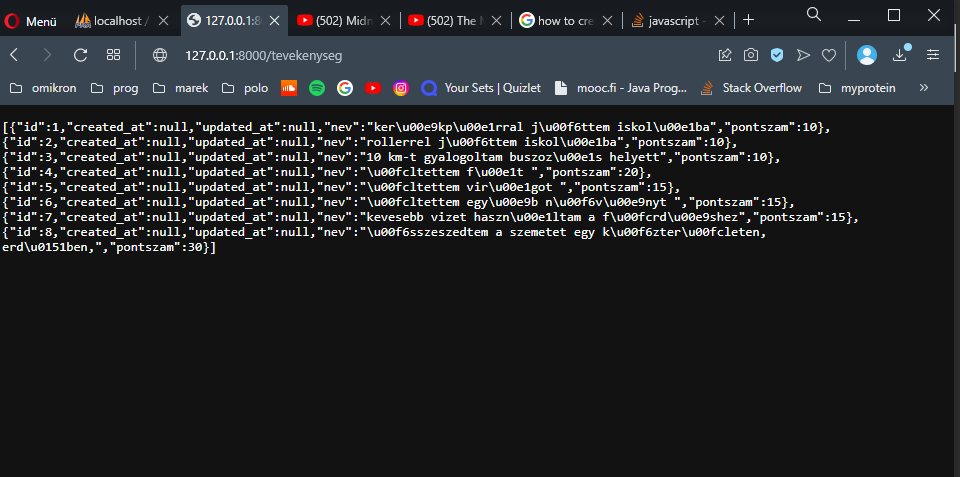 Menü
localhost /
127.0.0.1:8
(502) Midn
(502) The M
how to cre
javascript -
127.0.0.1:8000/tevekenyseg
omikron
prog
marek
polo
Your Sets | Quizlet
mooc.fi - Java Prog...
Stack Overflow
myprotein
»
[{"id":1,"created_at":null,"updated_at":null,"nev":"ker\u00e9kp\u00e1rral j\u00f6ttem iskol\u00e1ba","pontszam":10},
{"id":2,"created_at":null,"updated_at":null,"nev":"rollerrel j\u00f6ttem iskol\u00e1ba","pontszam":10},
{"id":3,"created_at":null,"updated_at":null,"nev":"10 km-t gyalogoltam buszoz\u00e1s helyett","pontszam":10},
{"id":4,"created_at":null,"updated_at":null,"nev":"\u00fcltettem f\u00e1t ","pontszam":20},
{"id":5,"created_at":null,"updated_at":null,"nev":"\u00fcltettem vir\u00e1got ","pontszam":15},
{"id":6,"created_at":null,"updated_at":null,"nev":"\u00fcltettem egy\u00e9b n\u00f6v\u00e9nyt ","pontszam":15},
{"id":7,"created_at":null,"updated_at":null,"nev":"kevesebb vizet haszn\u00e1ltam a f\u00fcrd\u00e9shez","pontszam":15},
{"id":8,"created_at":null,"updated_at":null,"nev":"\u00f6sszeszedtem a szemetet egy k\u00f6zter\u00fcleten,
erd\u0151ben,","pontszam":30}]